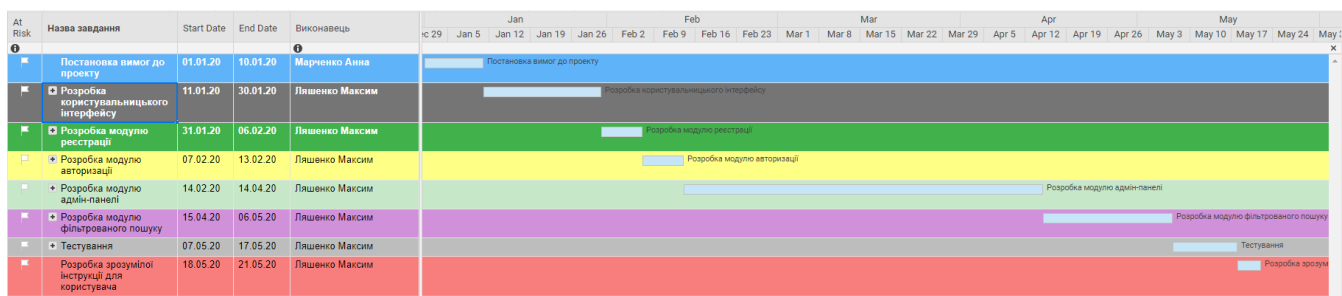 At Risk Назва завдання Start Date End Date Виконавець
Jan Feb Mar Apr May
Dec 29 Jan 5 Jan 12 Jan 19 Jan 26 Feb 2 Feb 9 Feb 16 Feb 23 Mar 1 Mar 8 Mar 15 Mar 22 Mar 29 Apr 5 Apr 12 Apr 19 Apr 26 May 3 May 10 May 17 May 24 May
Постановка вимог до
проекту
01.01.20 10.01.20 Марченко Анна
Постановка вимог до проекту
Розробка
користувальницького
інтерфейсу
11.01.20 30.01.20 Ляшенко Максим
Розробка користувальницького інтерфейсу
Розробка модулю
реєстрації
31.01.20 06.02.20 Ляшенко Максим
Розробка модулю реєстрації
Розробка модулю
авторизації
07.02.20 13.02.20 Ляшенко Максим
Розробка модулю авторизації
Розробка модулю
адмін-панелі
14.02.20 14.04.20 Ляшенко Максим
Розробка модулю адмін-панелі
Розробка модулю
фільтрованого пошуку
15.04.20 06.05.20 Ляшенко Максим
Розробка модулю фільтрованого пошуку
Тестування 07.05.20 17.05.20 Ляшенко Максим
Тестування
Розробка зрозумілої
інструкції для
користувача
18.05.20 21.05.20 Ляшенко Максим
Розробка зрозум